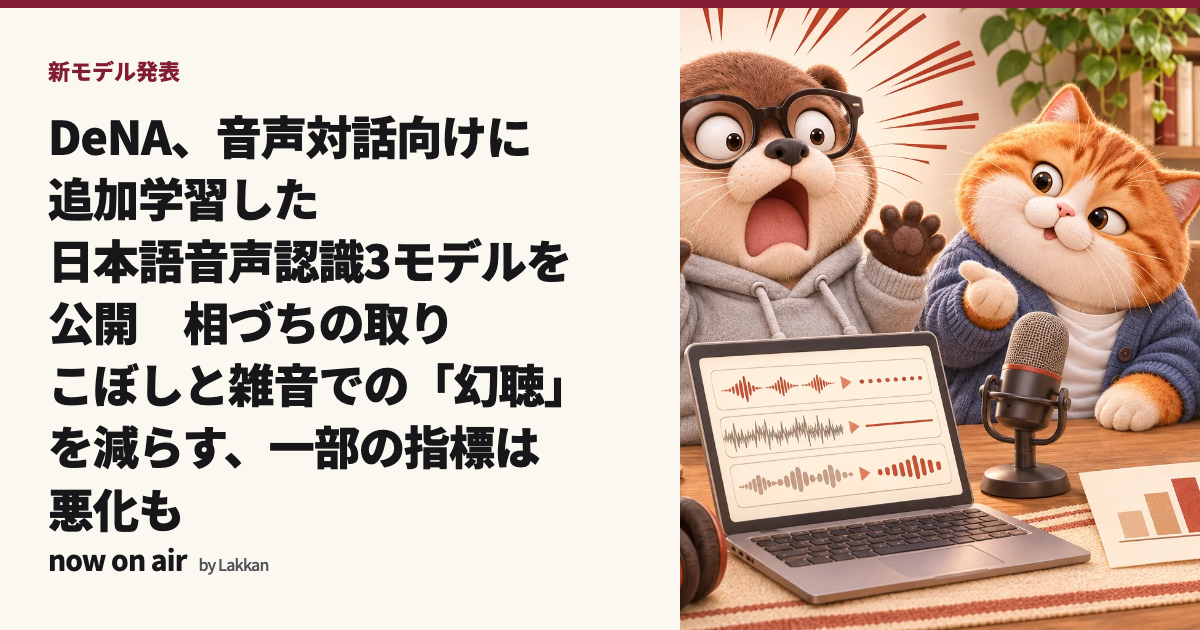 新モデル発表
DeNA、音声対話向けに
追加学習した
日本語音声認識3モデルを
公開　相づちの取り
こぼしと雑音での「幻聴」
を減らす、一部の指標は
悪化も
now on air by Lakkan